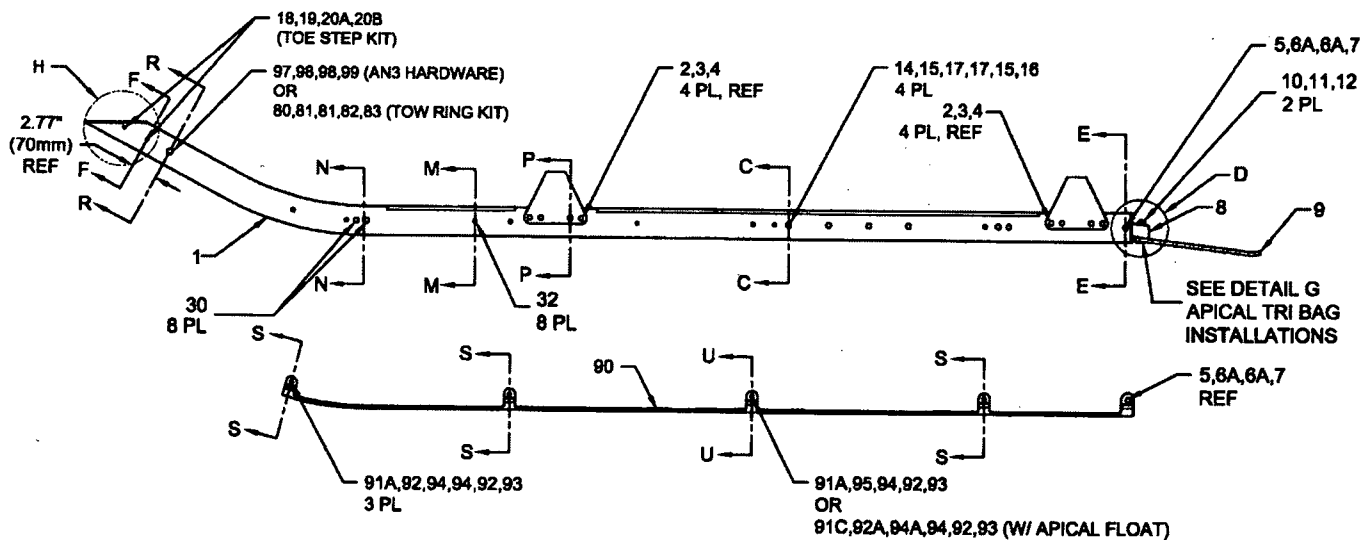 18,19,20A,20B
(TOE STEP KIT)
R
H
F
97,98,98,99 (AN3 HARDWARE)
OR
80,81,81,82,83 (TOW RING KIT)
2.77"
(70mm)
REF
F
R
2,3,4
4 PL, REF
14,15,17,17,15,16
4 PL
2,3,4
4 PL, REF
5,6A,6A,7
10,11,12
2 PL
E
D
8
9
N
M
P
C
1
N
M
P
C
E
30
8 PL
32
8 PL
SEE DETAIL G
APICAL TRI BAG
INSTALLATIONS
S
S
U
S
90
5,6A,6A,7
REF
S
S
U
S
91A,92,94,94,92,93
3 PL
91A,95,94,92,93
OR
91C,92A,94A,94,92,93 (W/ APICAL FLOAT)